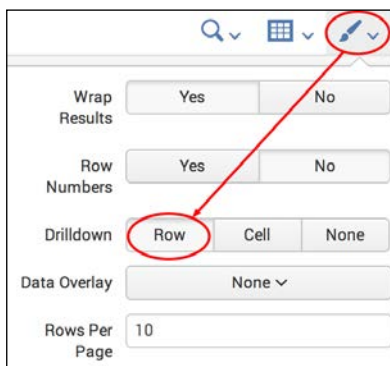 Wrap Results Yes No
Row Numbers Yes No
Drilldown Row Cell None
Data Overlay None
Rows Per Page 10